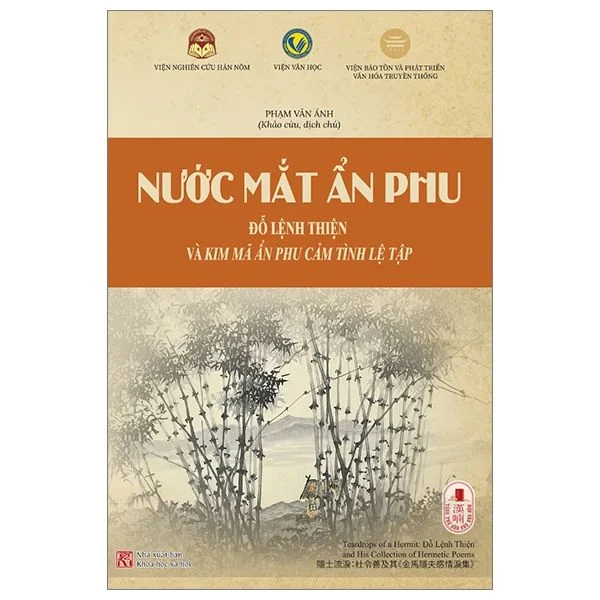 VIỆN NGHIÊN CỨU HÁN NÔM
VIỆN VĂN HỌC
VIỆN BẢO TỒN VÀ PHÁT TRIỂN
VĂN HÓA TRUYỀN THỐNG
PHẠM VĂN ÁNH
(Khảo cứu, dịch chú)
NƯỚC MẮT ẨN PHU
ĐỖ LỆNH THIỆN
VÀ KIM MÃ ẨN PHU CẢM TÌNH LỆ TẬP
Nhà xuất bản
Khoa học xã hội
Teardrops of a Hermit: Đỗ Lệnh Thiện
and His Collection of Hermetic Poems
隱士流淚：杜令善及其《金馬隱夫感情淚集》